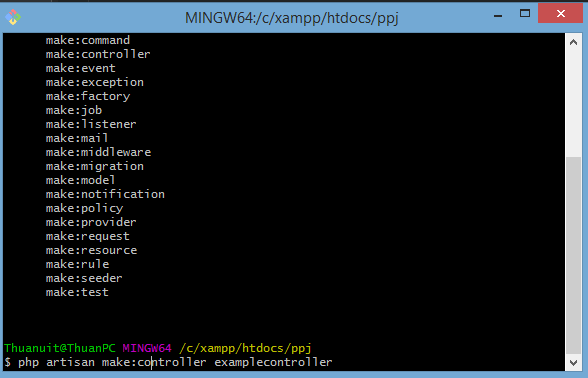 MINGW64:/c/xampp/htdocs/ppj
make:command
make:controller
make:event
make:exception
make:factory
make:job
make:listener
make:mail
make:middleware
make:migration
make:model
make:notification
make:policy
make:provider
make:request
make:resource
make:rule
make:seeder
make:test
Thuanuit@ThuanPC MINGW64 /c/xampp/htdocs/ppj
$ php artisan make:controller examplecontroller